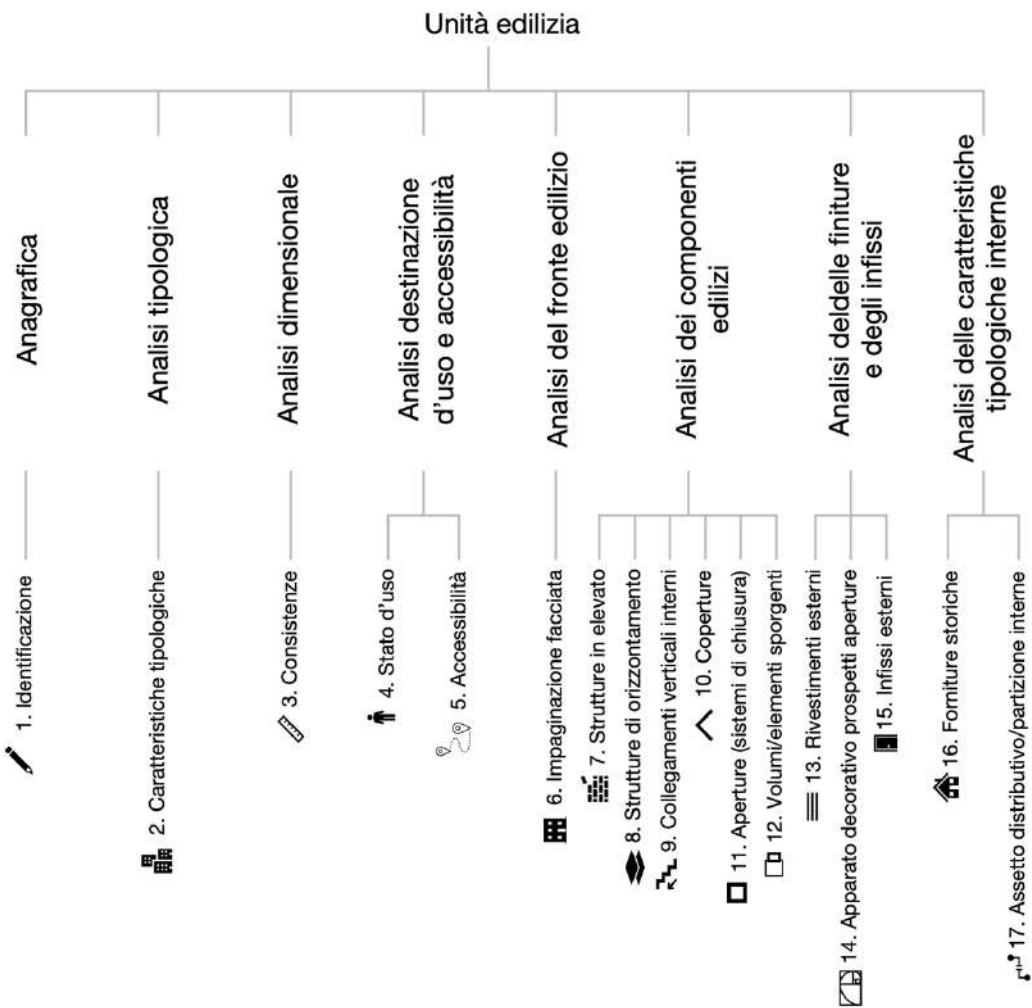 Unità edilizia
Anagrafica
1. Identificazione
Analisi tipologica
2. Caratteristiche tipologiche
Analisi dimensionale
3. Consistenze
Analisi destinazione
d'uso e accessibilità
4. Stato d'uso
5. Accessibilità
Analisi del fronte edilizio
6. Impaginazione facciata
Analisi dei componenti
edilizi
7. Strutture in elevato
8. Strutture di orizzontamento
9. Collegamenti verticali interni
10. Coperture
11. Aperture (sistemi di chiusura)
12. Volumi/elementi sporgenti
Analisi deldelle finiture
e degli infissi
13. Rivestimenti esterni
14. Apparato decorativo prospetti aperture
15. Infissi esterni
Analisi delle caratteristiche
tipologiche interne
16. Forniture storiche
17. Assetto distributivo/partizione interne